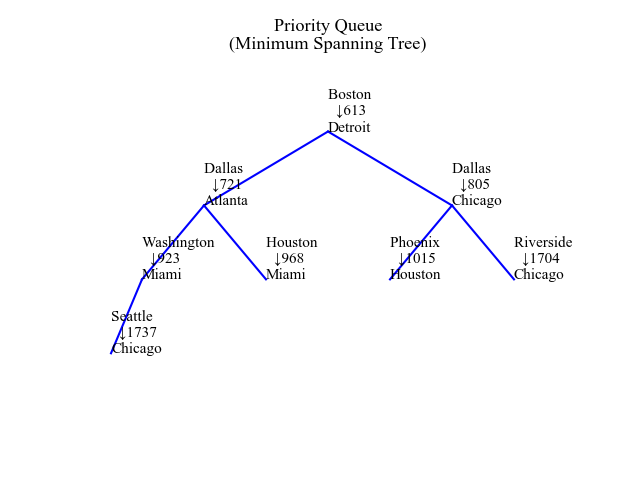 Priority Queue
(Minimum Spanning Tree)
Boston
↓613
Detroit
Dallas
↓721
Atlanta
Dallas
↓805
Chicago
Washington
↓923
Miami
Houston
↓968
Miami
Phoenix
↓1015
Houston
Riverside
↓1704
Chicago
Seattle
↓1737
Chicago